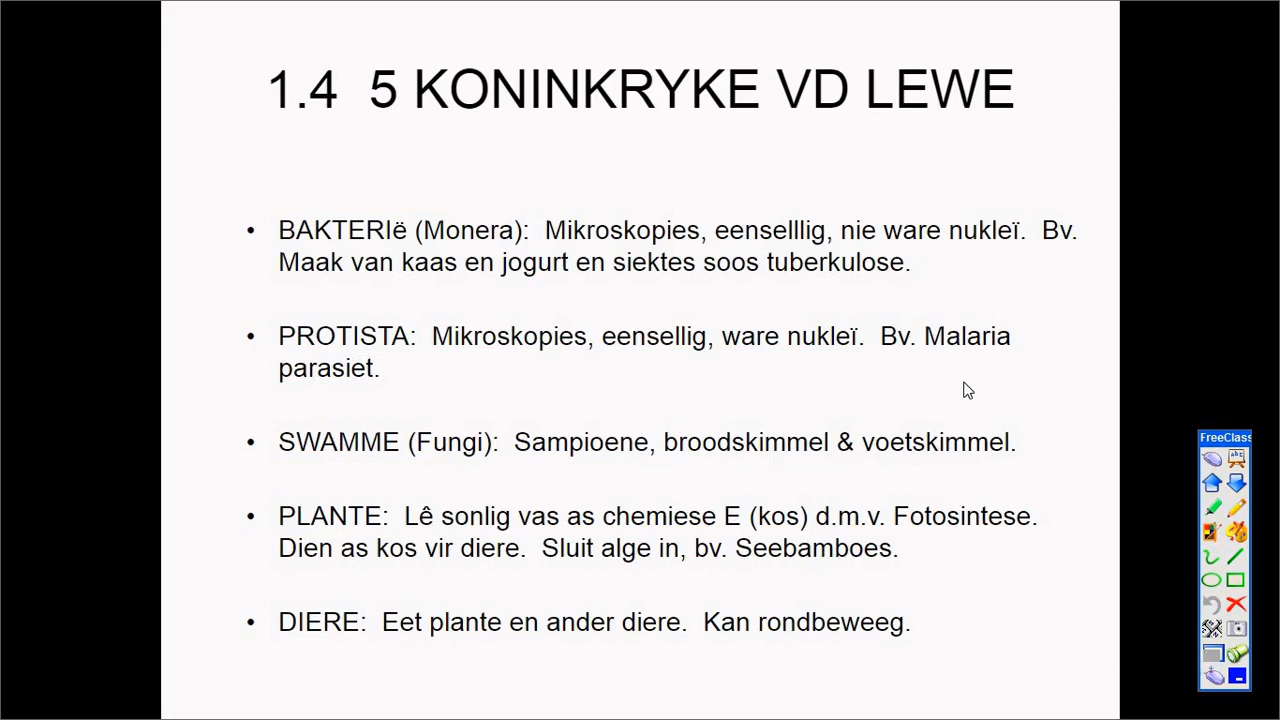 1.4 5 KONINKRYKE VD LEWE
• BAKTERIë (Monera): Mikroskopies, eenselllig, nie ware nukleï. Bv.
Maak van kaas en jogurt en siektes soos tuberkulose.
• PROTISTA: Mikroskopies, eensellig, ware nukleï. Bv. Malaria
parasiet.
• SWAMME (Fungi): Sampioene, broodskimmel & voetskimmel.
• PLANTE: Lê sonlig vas as chemiese E (kos) d.m.v. Fotosintese.
Dien as kos vir diere. Sluit alge in, bv. Seebamboes.
• DIERE: Eet plante en ander diere. Kan rondbeweeg.
FreeClass
abc